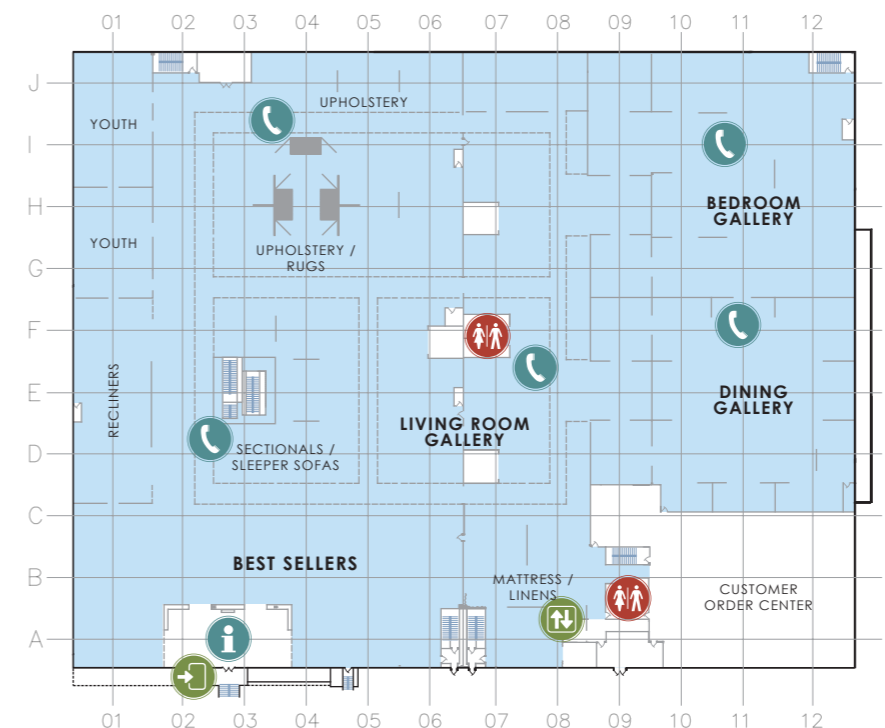 01 02 03 04 05 06 07 08 09 10 11 12
J
UPHOLSTERY
YOUTH
I
H
BEDROOM
GALLERY
YOUTH
UPHOLSTERY /
RUGS
G
F
E
RECLINERS
DINING
GALLERY
LIVING ROOM
GALLERY
D
SECTIONALS /
SLEEPER SOFAS
C
BEST SELLERS
B
MATTRESS /
LINENS
CUSTOMER
ORDER CENTER
A
i
01 02 03 04 05 06 07 08 09 10 11 12